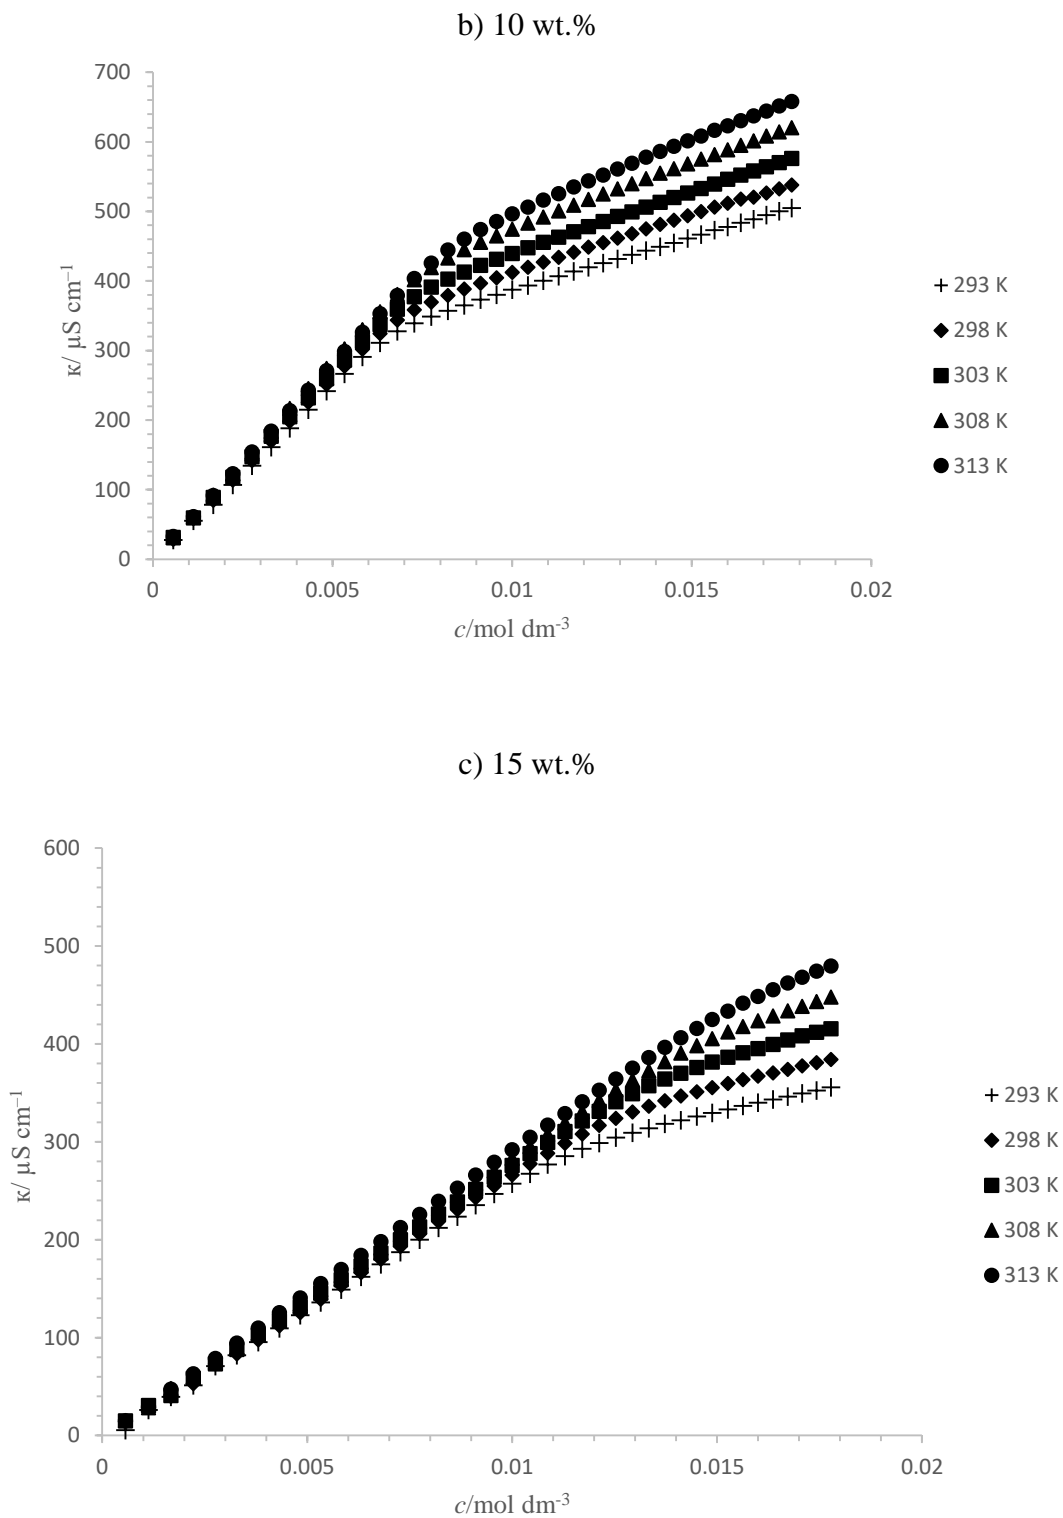 b) 10 wt.%
700
600
500
400
300
200
100
0
0 0.005 0.01 0.015 0.02
κ/ μS cm⁻¹
c/mol dm⁻³
293 K
298 K
303 K
308 K
313 K
c) 15 wt.%
600
500
400
300
200
100
0
0 0.005 0.01 0.015 0.02
κ/ μS cm⁻¹
c/mol dm⁻³
293 K
298 K
303 K
308 K
313 K